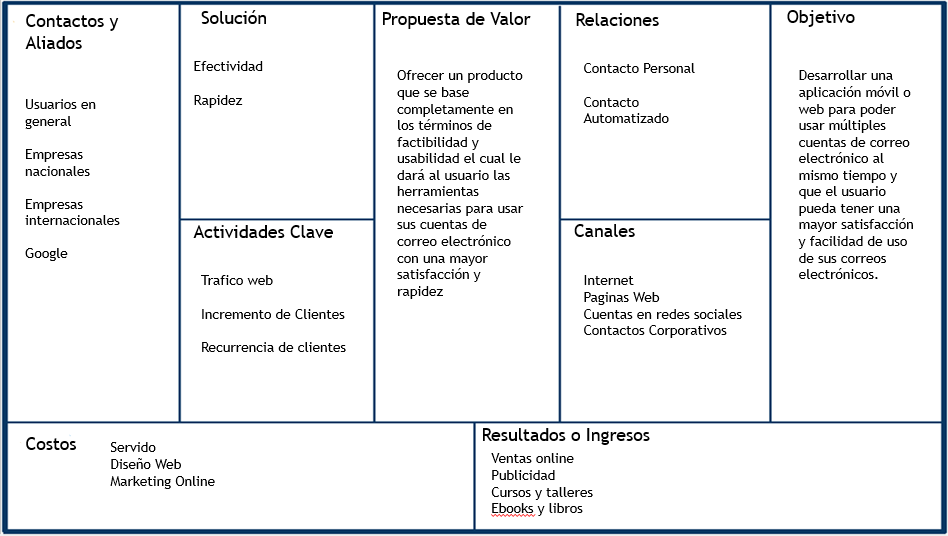 Contactos y
Aliados
Usuarios en
general
Empresas
nacionales
Empresas
internacionales
Google
Solución
Efectividad
Rapidez
Actividades Clave
Trafico web
Incremento de Clientes
Recurrencia de clientes
Propuesta de Valor
Ofrecer un producto
que se base
completamente en
los términos de
factibilidad y
usabilidad el cual le
dará al usuario las
herramientas
necesarias para usar
sus cuentas de
correo electrónico
con una mayor
satisfacción y
rapidez
Relaciones
Contacto Personal
Contacto
Automatizado
Canales
Internet
Paginas Web
Cuentas en redes sociales
Contactos Corporativos
Objetivo
Desarrollar una
aplicación móvil o
web para poder
usar múltiples
cuentas de correo
electrónico al
mismo tiempo y
que el usuario
pueda tener una
mayor satisfacción
y facilidad de uso
de sus correos
electrónicos.
Costos
Servido
Diseño Web
Marketing Online
Resultados o Ingresos
Ventas online
Publicidad
Cursos y talleres
Ebooks y libros